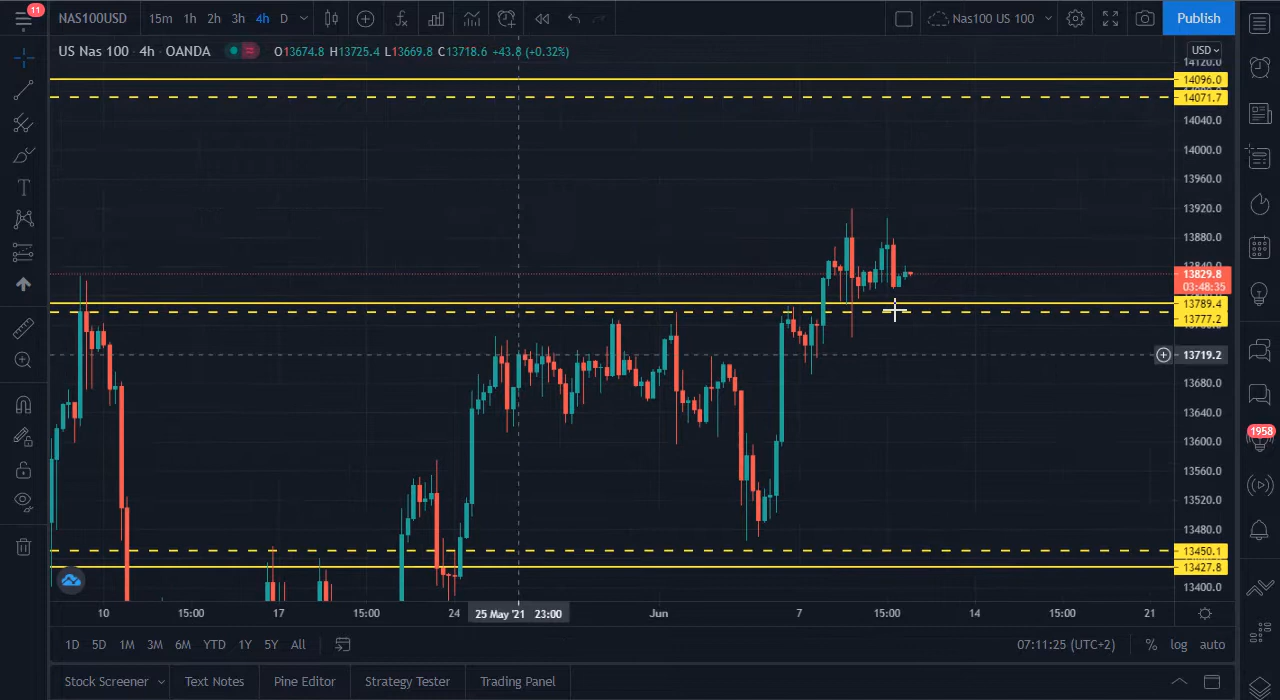 11
NAS100USD 15m 1h 2h 3h 4h D
Nas100 US 100
Publish
US Nas 100 · 4h · OANDA
O13674.8 H13725.4 L13669.8 C13718.6 +43.8 (+0.32%)
USD
14120.0
14096.0
14071.7
14040.0
14000.0
13960.0
13920.0
13880.0
13840.0
13829.8
03:48:35
13789.4
13777.2
13719.2
13680.0
13640.0
13600.0
13560.0
13520.0
13480.0
13450.1
13427.8
13400.0
1958
10 15:00 17 15:00 24 25 May '21 23:00 Jun 7 15:00 14 15:00 21
1D 5D 1M 3M 6M YTD 1Y 5Y All
07:11:25 (UTC+2) % log auto
Stock Screener Text Notes Pine Editor Strategy Tester Trading Panel